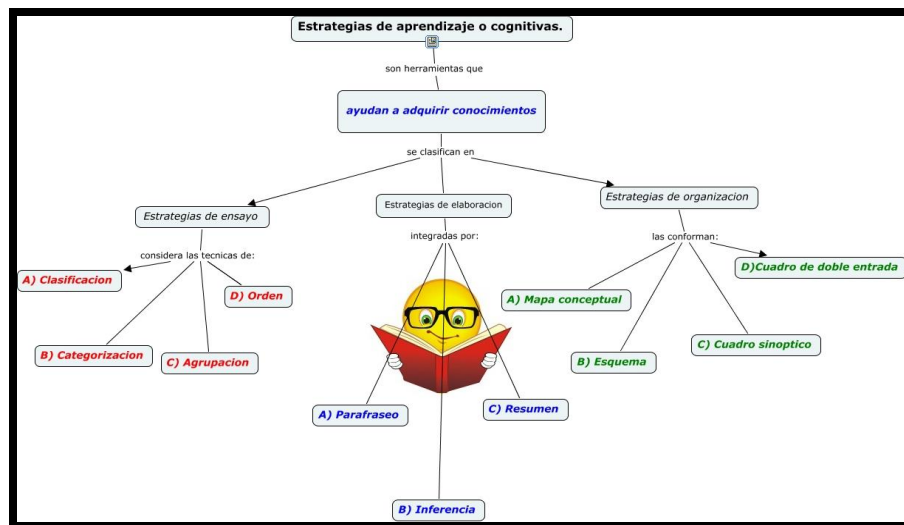 Estrategias de aprendizaje o cognitivas.
son herramientas que
ayudan a adquirir conocimientos
se clasifican en
Estrategias de ensayo
Estrategias de elaboracion
Estrategias de organizacion
considera las tecnicas de:
integradas por:
las conforman:
A) Clasificacion
B) Categorizacion
C) Agrupacion
D) Orden
A) Parafraseo
B) Inferencia
C) Resumen
A) Mapa conceptual
B) Esquema
C) Cuadro sinoptico
D)Cuadro de doble entrada